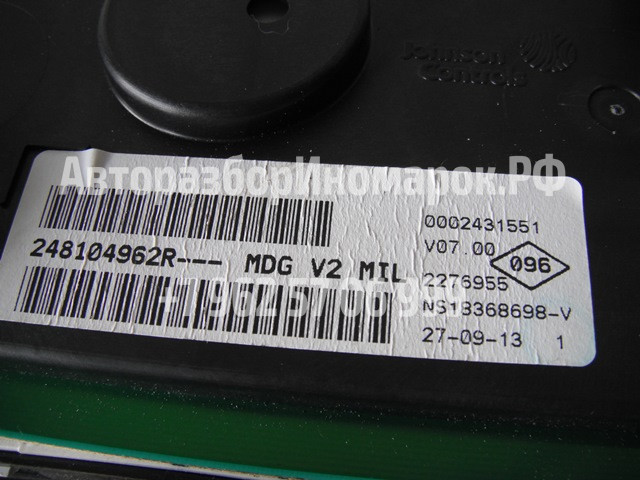 Johnson
Controls
АвторазборИномарок.РФ
0002431551
V07.00
096
248104962R--- MDG V2 MIL
2276955
NS13368698-V
27-09-13 1